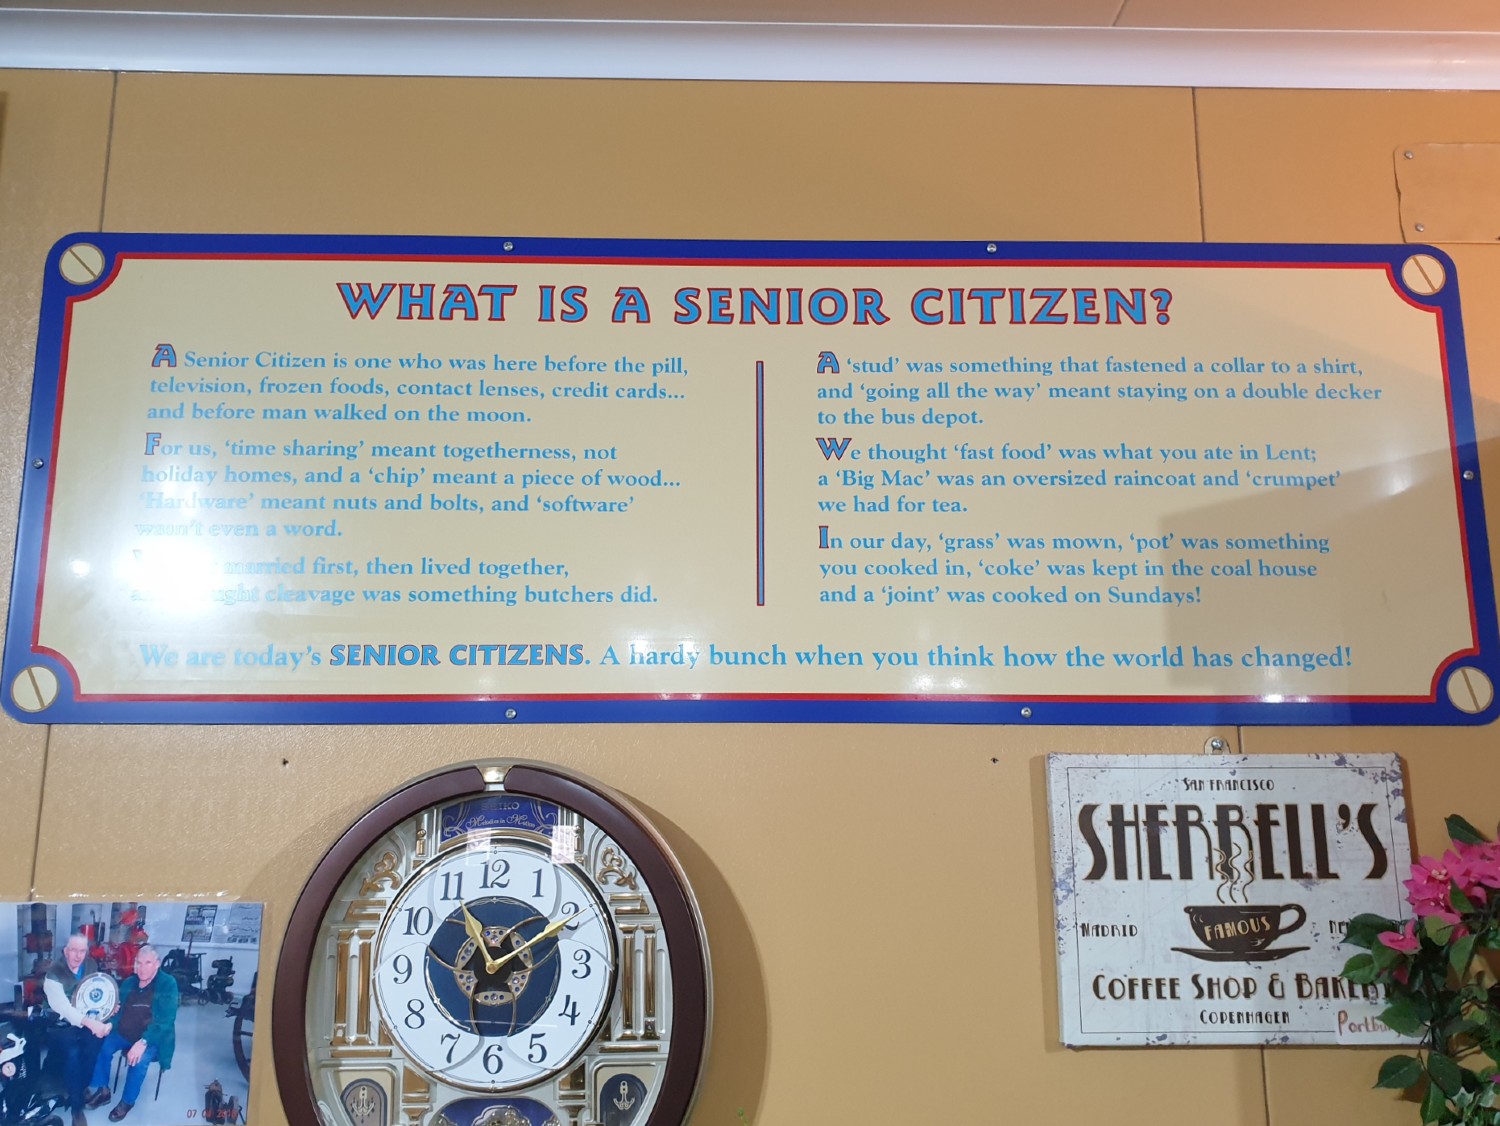 WHAT IS A SENIOR CITIZEN?
A Senior Citizen is one who was here before the pill,
television, frozen foods, contact lenses, credit cards...
and before man walked on the moon.
For us, ‘time sharing’ meant togetherness, not
holiday homes, and a ‘chip’ meant a piece of wood...
‘Hardware’ meant nuts and bolts, and ‘software’
wasn't even a word.
married first, then lived together,
cleavage was something butchers did.
A ‘stud’ was something that fastened a collar to a shirt,
and ‘going all the way’ meant staying on a double decker
to the bus depot.
We thought ‘fast food’ was what you ate in Lent;
a ‘Big Mac’ was an oversized raincoat and ‘crumpet’
we had for tea.
In our day, ‘grass’ was mown, ‘pot’ was something
you cooked in, ‘coke’ was kept in the coal house
and a ‘joint’ was cooked on Sundays!
We are today's SENIOR CITIZENS. A hardy bunch when you think how the world has changed!
SEIKO
Melodies in Motion
12
11 1
10 2
9 3
8 4
7 5
6
SAN FRANCISCO
SHERBELL'S
MADRID FAMOUS
COFFEE SHOP & BAKERY
COPENHAGEN